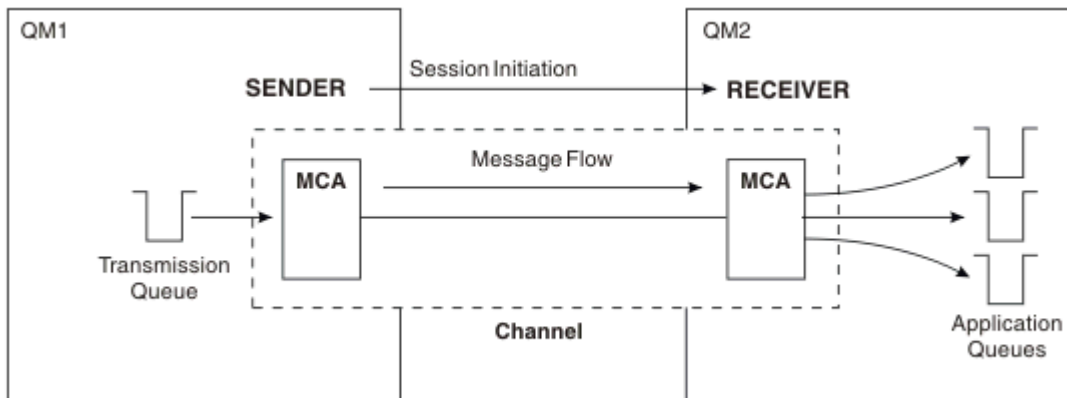 QM1
QM2
Session Initiation
SENDER
RECEIVER
Message Flow
MCA
MCA
Transmission
Queue
Channel
Application
Queues